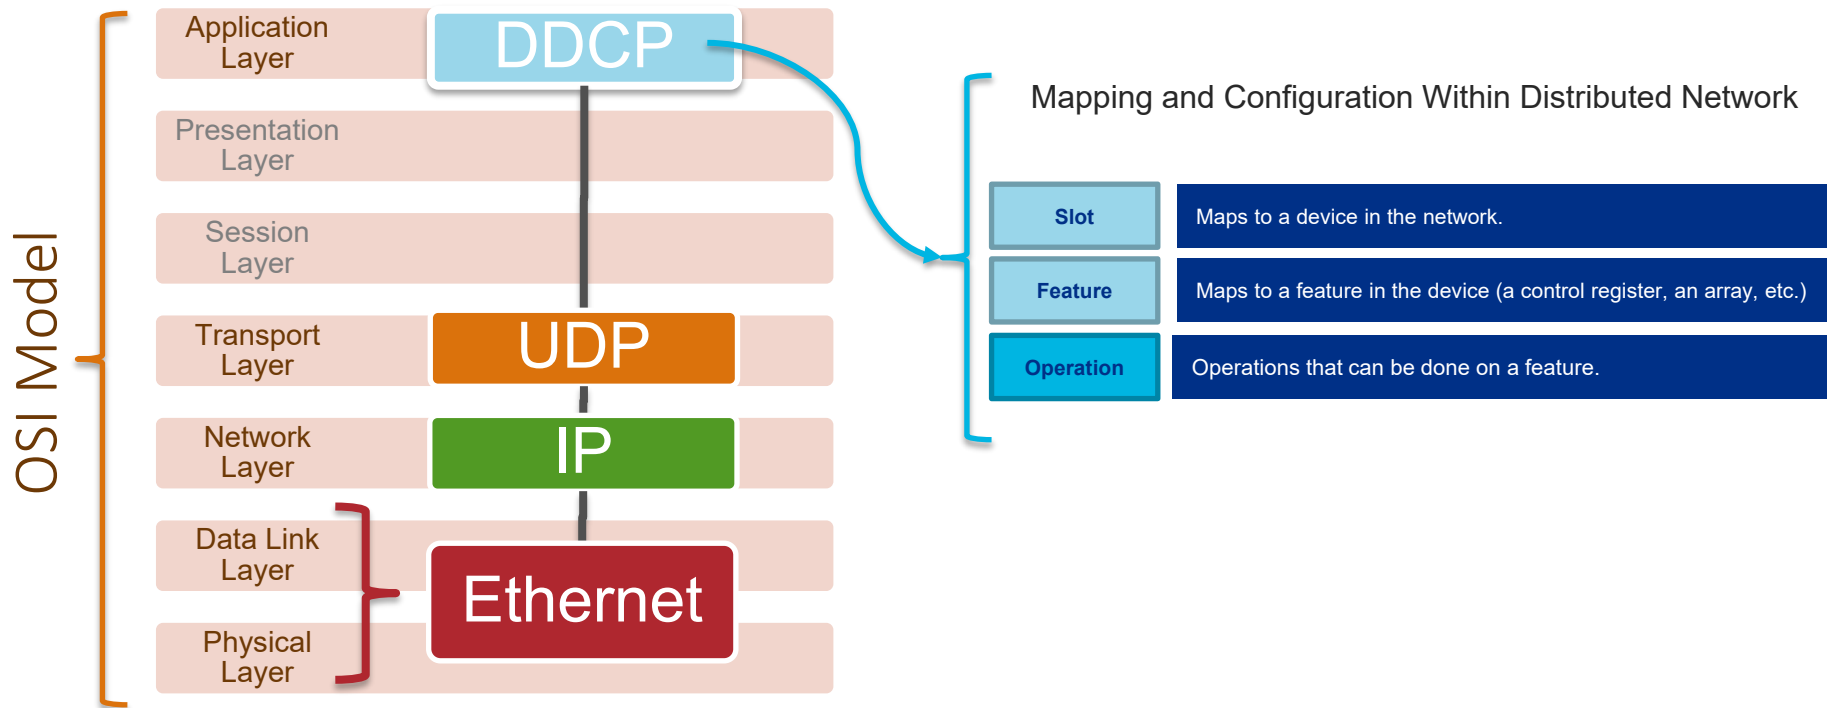 OSI Model
Application
Layer
DDCP
Presentation
Layer
Session
Layer
Transport
Layer
UDP
Network
Layer
IP
Data Link
Layer
Physical
Layer
Ethernet
Mapping and Configuration Within Distributed Network
Slot
Maps to a device in the network.
Feature
Maps to a feature in the device (a control register, an array, etc.)
Operation
Operations that can be done on a feature.